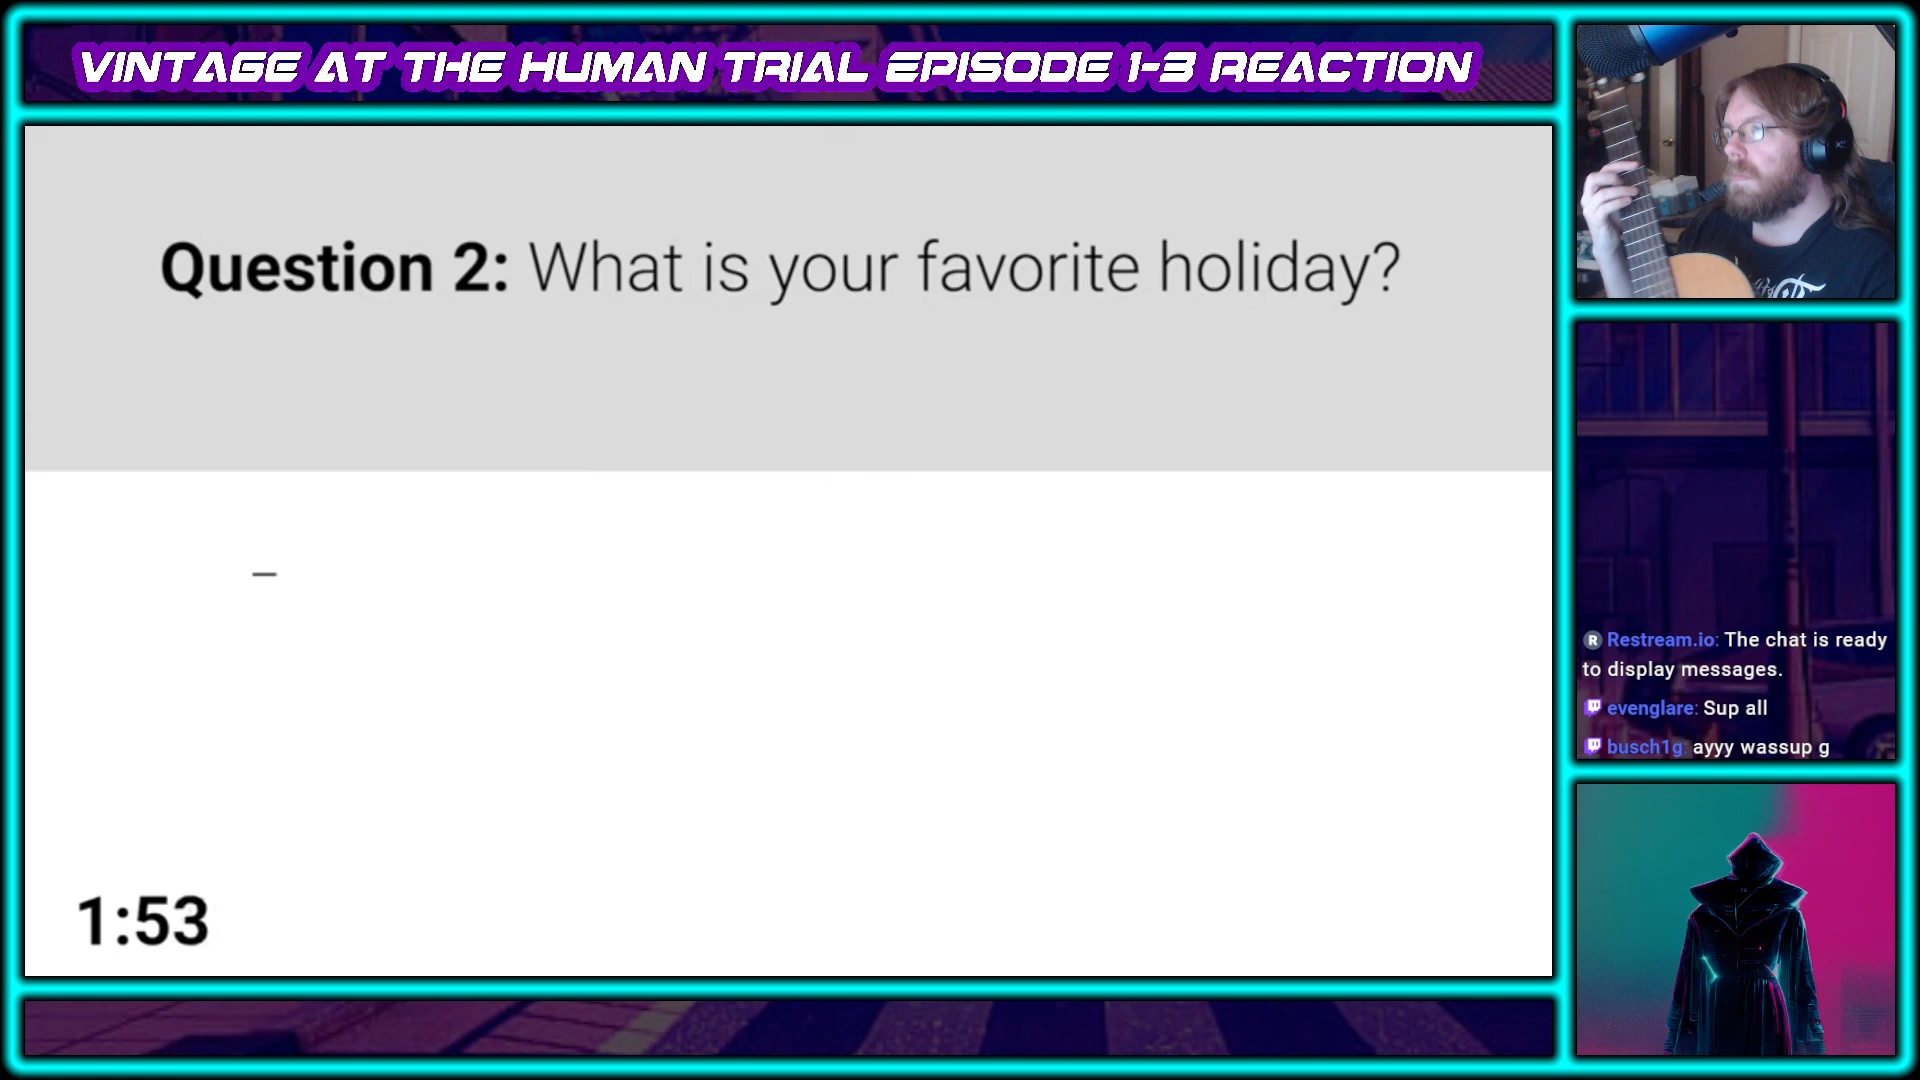 VINTAGE AT THE HUMAN TRIAL EPISODE 1-3 REACTION
Question 2: What is your favorite holiday?
_
1:53
R Restream.io: The chat is ready
to display messages.
evenglare: Sup all
busch1g: ayyy wassup g